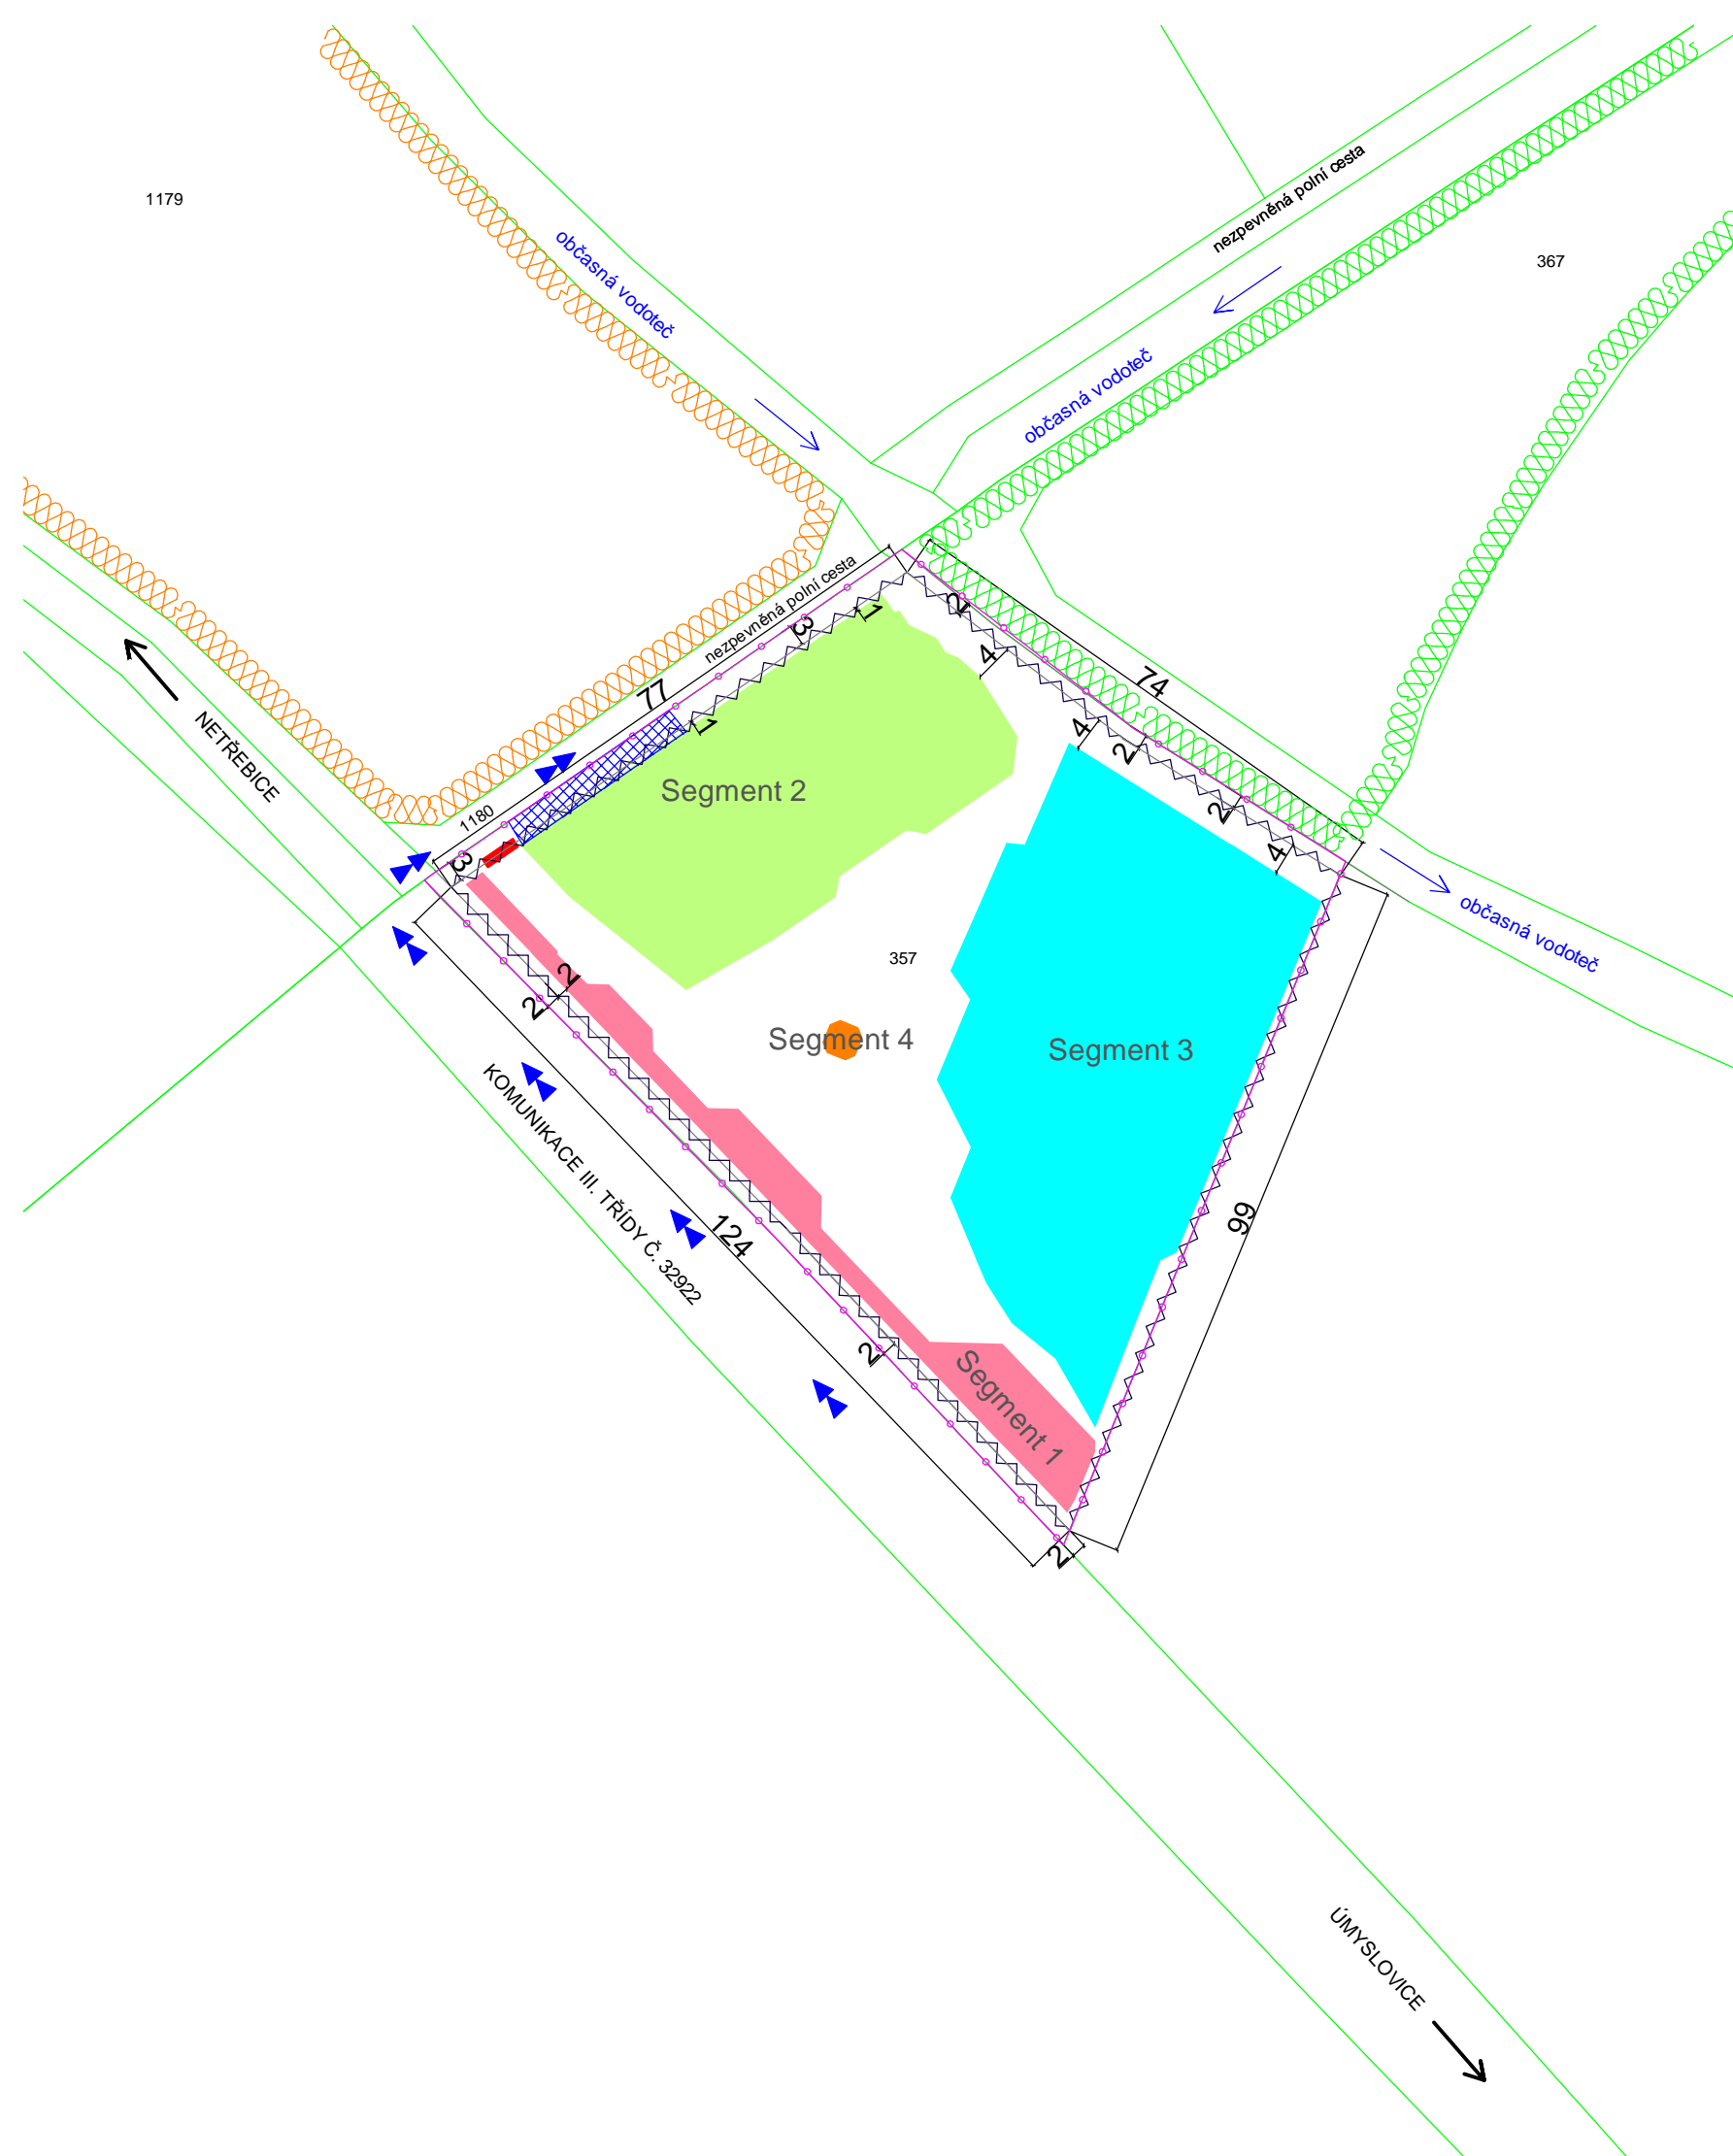 nezpevněná polní cesta
1179
367
občasná vodoteč
občasná vodoteč
nezpevněná polní cesta
1
3
2
4
77
74
1
4
2
NETŘEBICE
Segment 2
1180
2
4
3
občasná vodoteč
357
2
2
Segment 4
Segment 3
KOMUNIKACE III. TŘÍDY Č. 32922
124
99
2
Segment 1
2
ÚMYSLOVICE